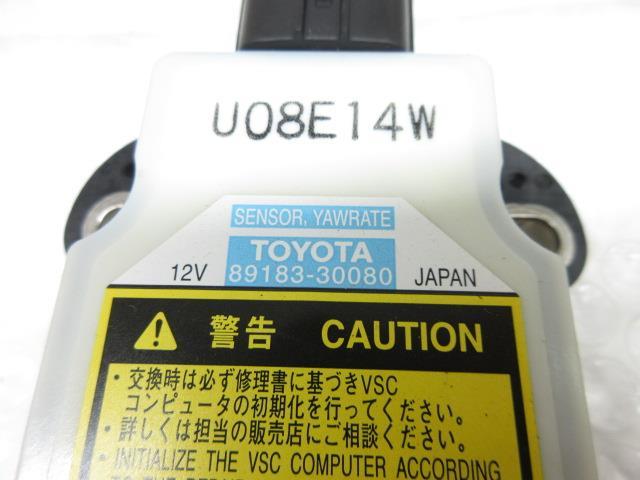 U08E14W
SENSOR, YAWRATE
TOYOTA
12V 89183-30080 JAPAN
警告 CAUTION
・交換時は必ず修理書に基づきVSC
コンピュータの初期化を行ってください。
・詳しくは担当の販売店にご相談ください。
・INITIALIZE THE VSC COMPUTER ACCORDING
TO THE